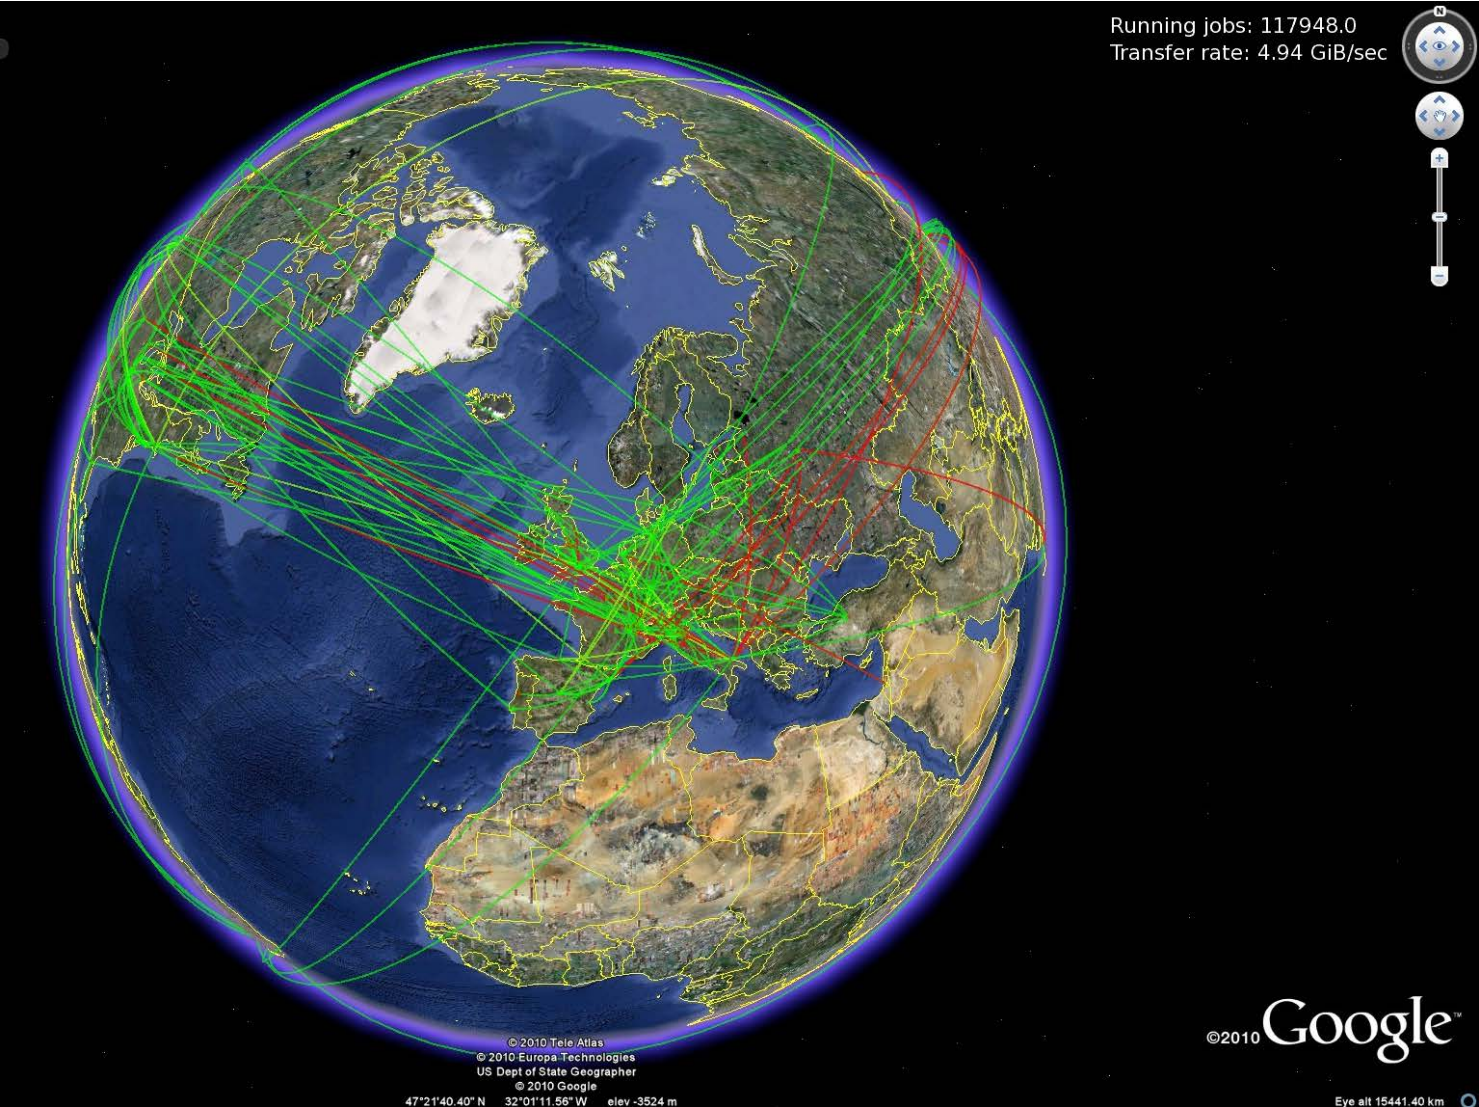 Running jobs: 117948.0
Transfer rate: 4.94 GiB/sec
N
©2010 Google™
© 2010 Tele Atlas
© 2010 Europa Technologies
US Dept of State Geographer
© 2010 Google
47°21'40.40" N 32°01'11.56" W elev -3524 m
Eye alt 15441.40 km